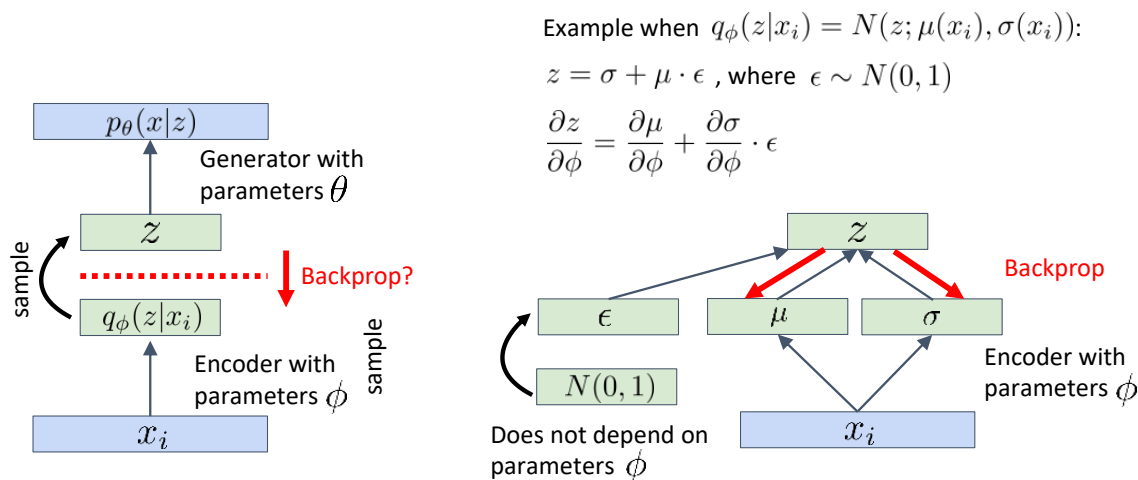 Example when q_ϕ(z|x_i) = N(z; μ(x_i), σ(x_i)):
z = σ + μ · ϵ , where ϵ ∼ N(0, 1)
∂z/∂ϕ = ∂μ/∂ϕ + ∂σ/∂ϕ · ϵ
p_θ(x|z)
Generator with
parameters θ
z
sample
Backprop?
q_ϕ(z|x_i)
Encoder with
parameters ϕ
x_i
sample
z
Backprop
ϵ
μ
σ
N(0, 1)
Encoder with
parameters ϕ
Does not depend on
parameters ϕ
x_i